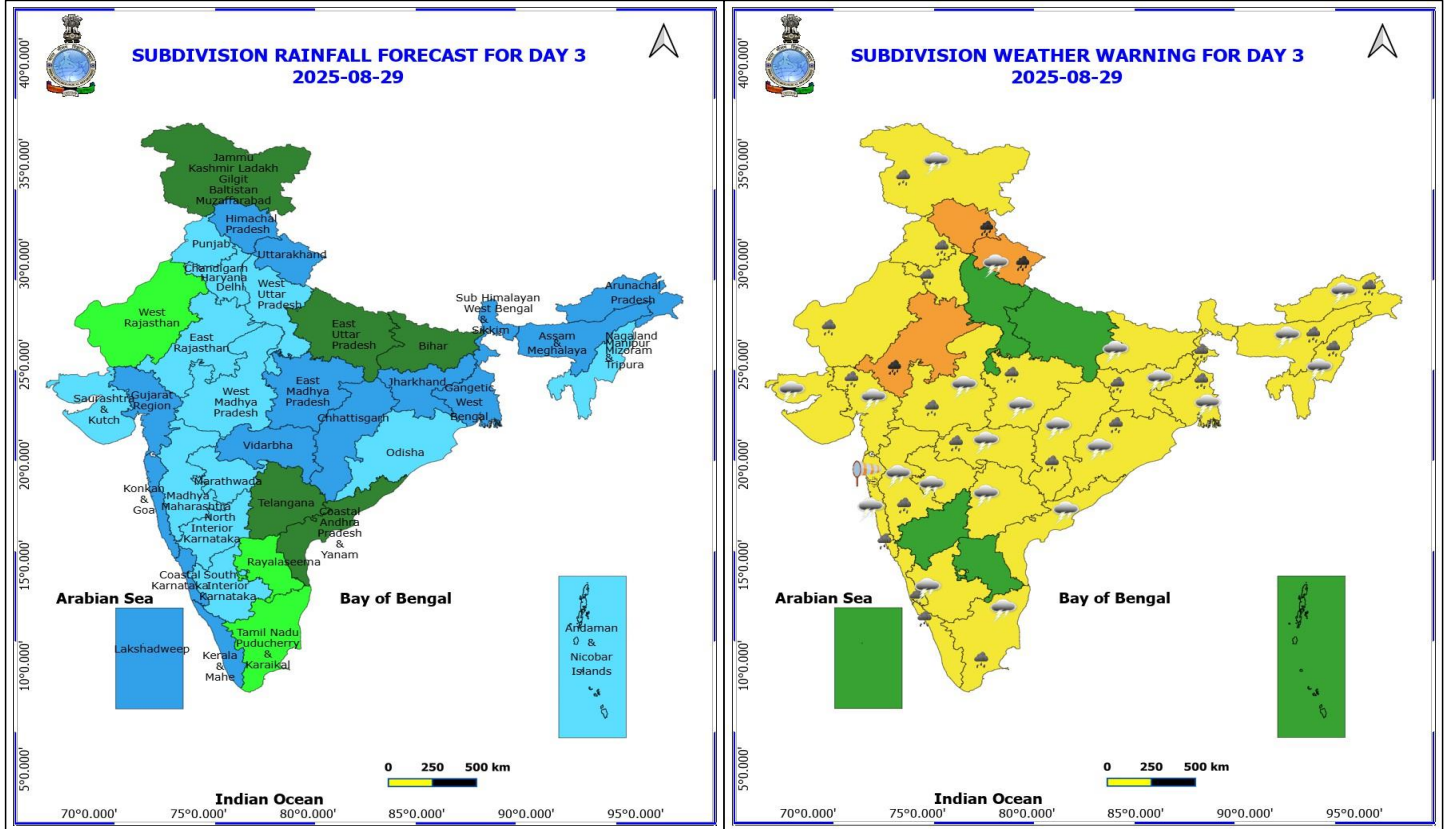 SUBDIVISION RAINFALL FORECAST FOR DAY 3
2025-08-29
40°0.000'
35°0.000'
30°0.000'
25°0.000'
20°0.000'
15°0.000'
10°0.000'
5°0.000'
Jammu
Kashmir Ladakh
Gilgit
Baltistan
Muzaffarabad
Himachal
Pradesh
Punjab
Uttarakhand
Chandigarh
Haryana
Delhi
West
Uttar
Pradesh
West
Rajasthan
East
Rajasthan
East
Uttar
Pradesh
Bihar
Sub Himalayan
West Bengal
&
Sikkim
Arunachal
Pradesh
Assam
&
Meghalaya
Nagaland
Manipur
Mizoram
&
Tripura
Saurashtra
&
Kutch
Gujarat
Region
West
Madhya
Pradesh
East
Madhya
Pradesh
Jharkhand
Gangetic
West
Bengal
Chhattisgarh
Vidarbha
Odisha
Konkan
&
Goa
Marathwada
Madhya
Maharashtra
North
Interior
Karnataka
Telangana
Coastal
Andhra
Pradesh
&
Yanam
Rayalaseema
Coastal
Karnataka
South
Interior
Karnataka
Arabian Sea
Bay of Bengal
Lakshadweep
Kerala
&
Mahe
Tamil Nadu
Puducherry
&
Karaikal
Andaman
&
Nicobar
Islands
0 250 500 km
Indian Ocean
70°0.000' 75°0.000' 80°0.000' 85°0.000' 90°0.000' 95°0.000'
SUBDIVISION WEATHER WARNING FOR DAY 3
2025-08-29
40°0.000'
35°0.000'
30°0.000'
25°0.000'
20°0.000'
15°0.000'
10°0.000'
5°0.000'
Arabian Sea
Bay of Bengal
0 250 500 km
Indian Ocean
70°0.000' 75°0.000' 80°0.000' 85°0.000' 90°0.000' 95°0.000'